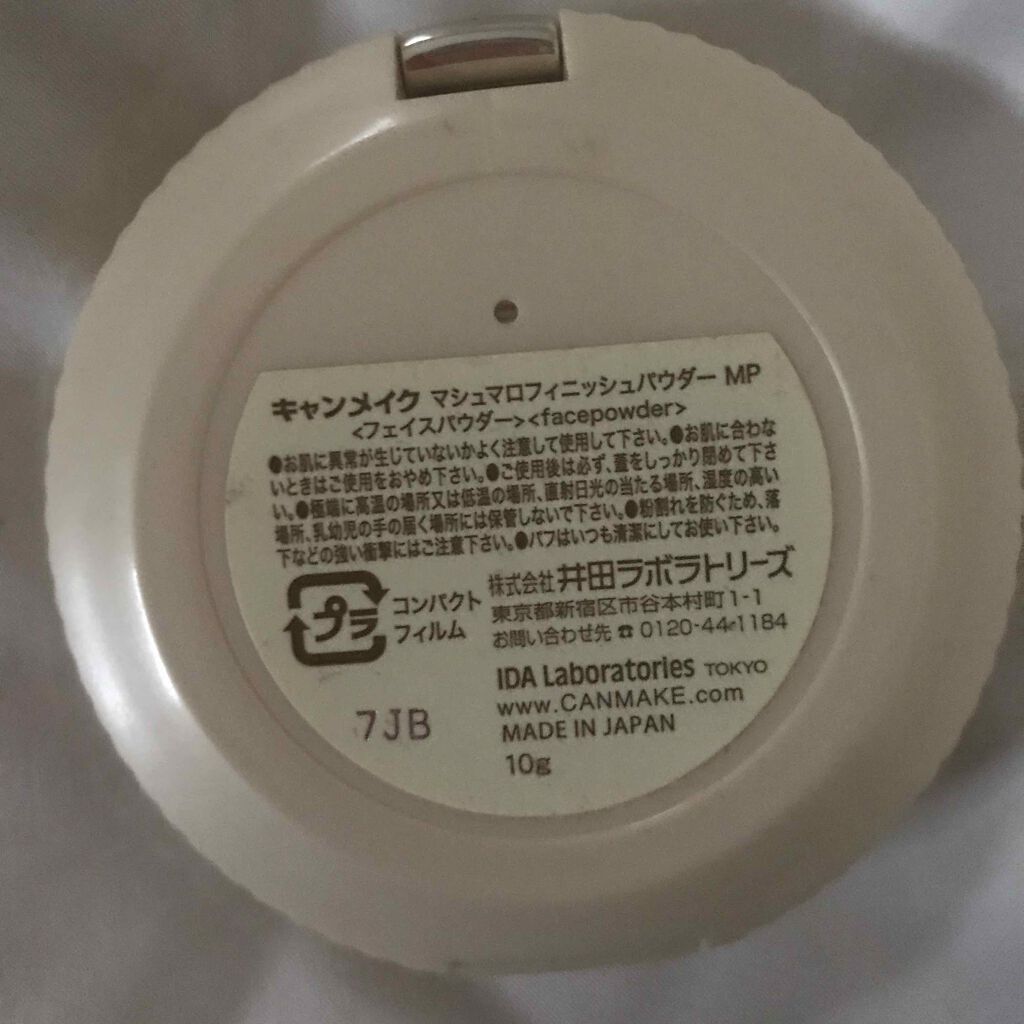 キャンメイク マシュマロフィニッシュパウダー MP
<フェイスパウダー><facepowder>
●お肌に異常が生じていないかよく注意して使用して下さい。●お肌に合わな
いときはご使用をおやめ下さい。●ご使用後は必ず、蓋をしっかり閉めて下さ
い。●極端に高温の場所又は低温の場所、直射日光の当たる場所、湿度の高い
場所、乳幼児の手の届く場所には保管しないで下さい。●粉割れを防ぐため、落
下などの強い衝撃にはご注意下さい。●パフはいつも清潔にしてお使い下さい。
プラ
コンパクト
フィルム
株式会社 井田ラボラトリーズ
東京都新宿区市谷本村町1-1
お問い合わせ先 ☎ 0120-44-1184
IDA Laboratories TOKYO
www.CANMAKE.com
MADE IN JAPAN
10g
7JB